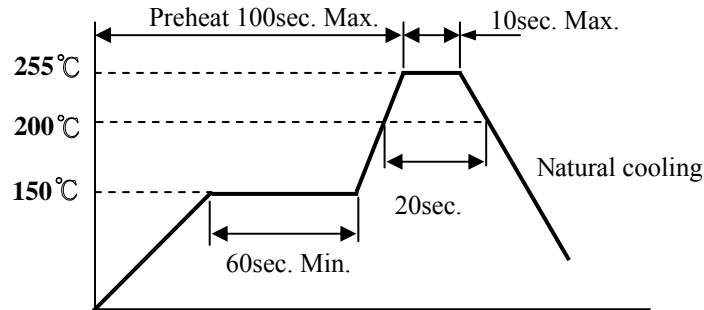 Preheat 100sec. Max.
10sec. Max.
255℃
200℃
Natural cooling
150℃
20sec.
60sec. Min.